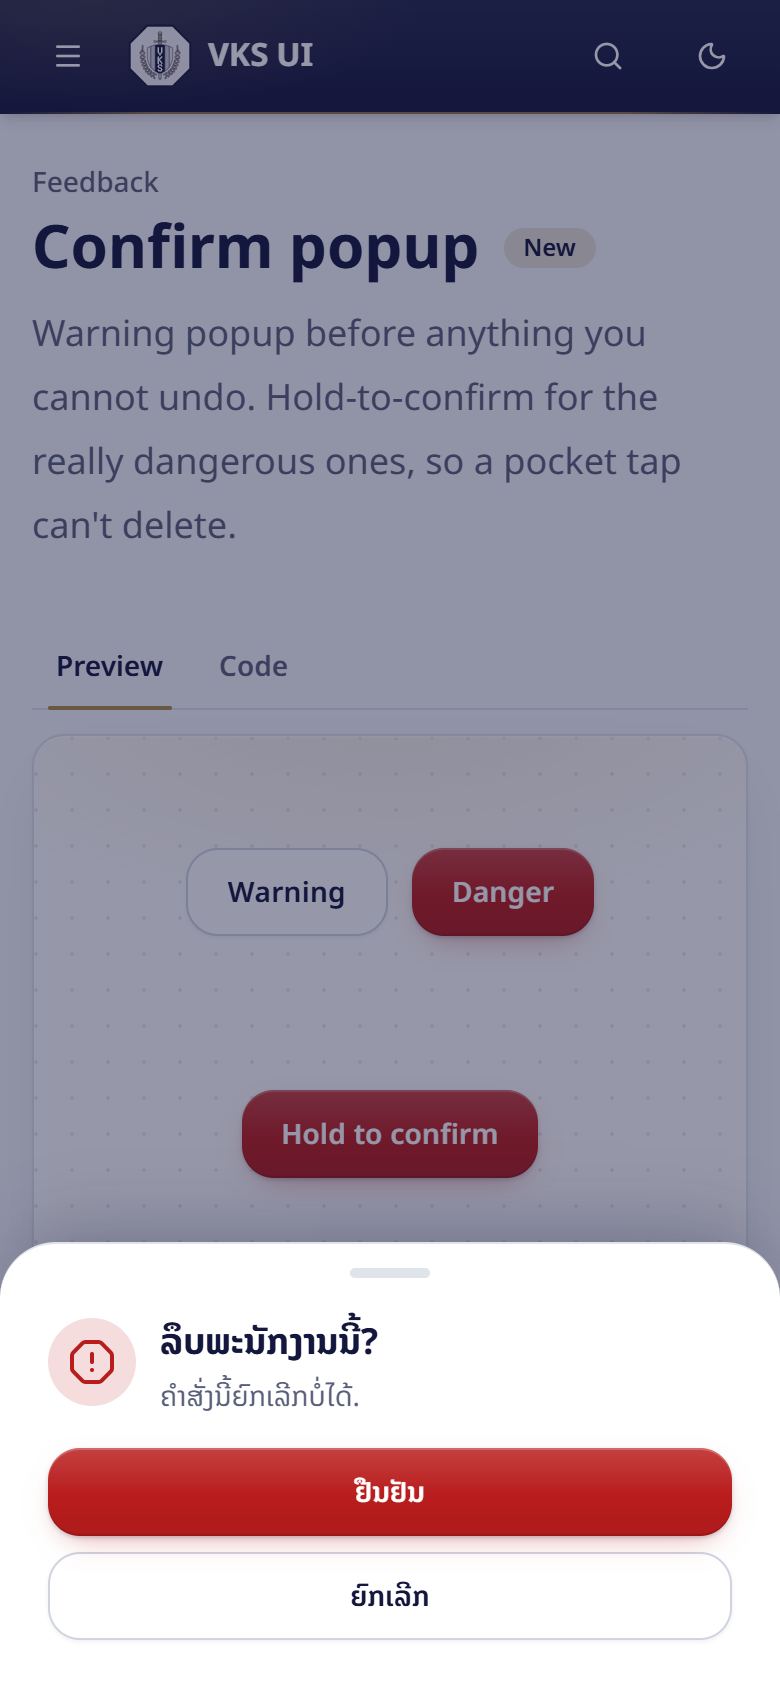 VKS
VKS UI
Feedback
Confirm popup New
Warning popup before anything you
cannot undo. Hold-to-confirm for the
really dangerous ones, so a pocket tap
can't delete.
Preview Code
Warning Danger
Hold to confirm
ລຶບພະນັກງານນີ້?
ຄຳສັ່ງນີ້ຍົກເລີກບໍ່ໄດ້.
ຢືນຢັນ
ຍົກເລີກ